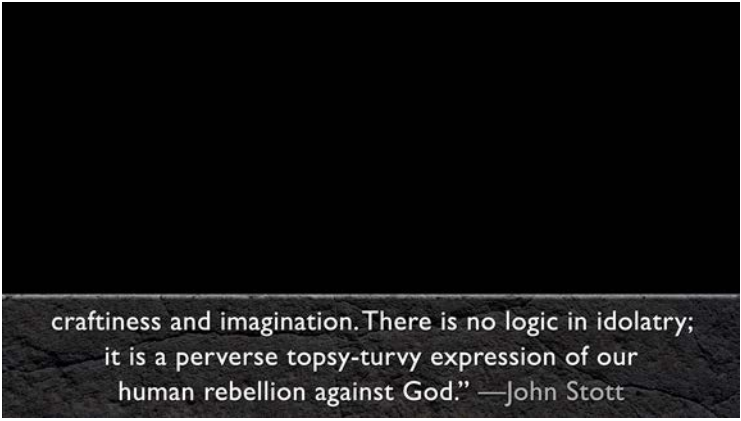 craftiness and imagination. There is no logic in idolatry;
it is a perverse topsy-turvy expression of our
human rebellion against God.” —John Stott